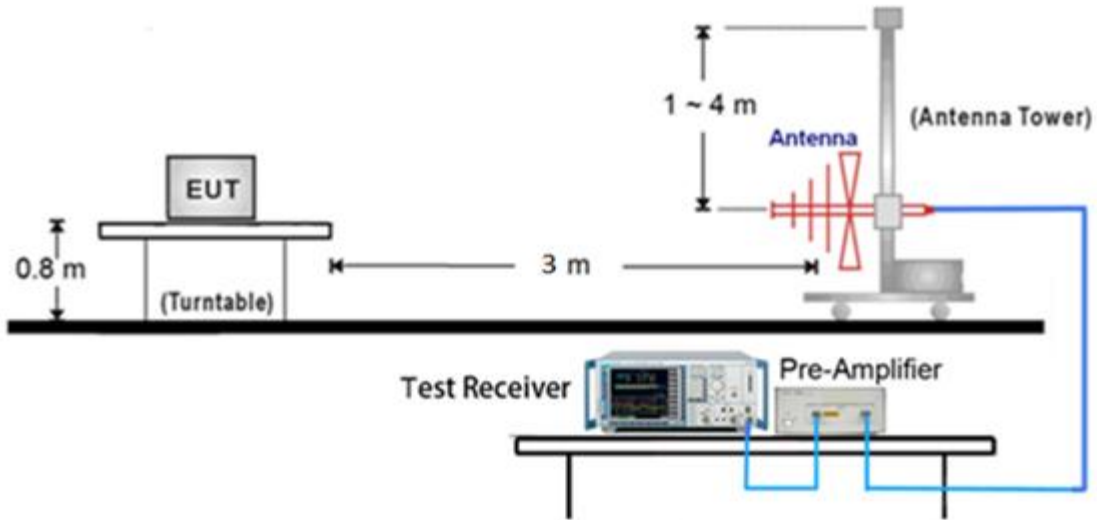 1 ~ 4 m
(Antenna Tower)
Antenna
EUT
0.8 m
3 m
(Turntable)
Test Receiver
Pre-Amplifier